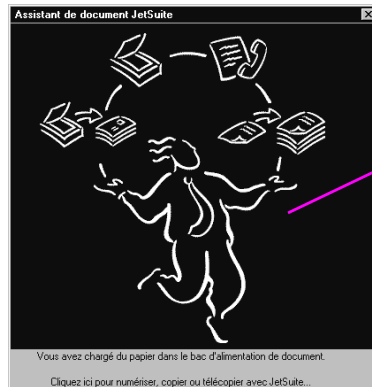 Assistant de document JetSuite
Vous avez chargé du papier dans le bac d'alimentation de document.
Cliquez ici pour numériser, copier ou télécopier avec JetSuite...